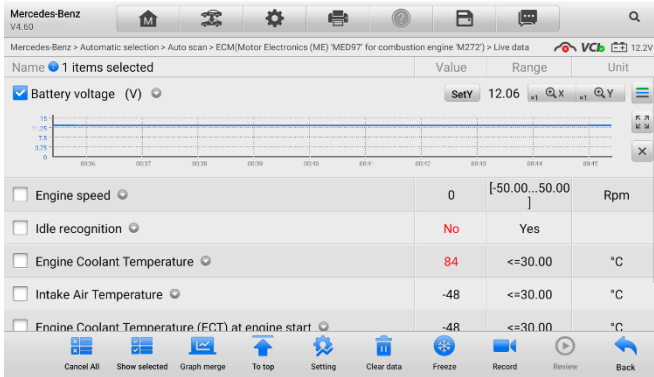 Mercedes-Benz
V4.60
M
?
Mercedes-Benz > Automatic selection > Auto scan > ECM(Motor Electronics (ME) 'MED97' for combustion engine 'M272') > Live data
VCI 12.2V
Name 1 items selected Value Range Unit
Battery voltage (V) SetY 12.06 x1 X x1 Y
15
11.25
7.5
3.75
0
00:36 00:37 00:38 00:39 00:40 00:41 00:42 00:43 00:44 00:45
Engine speed 0 [-50.00...50.00] Rpm
Idle recognition No Yes
Engine Coolant Temperature 84 <=30.00 °C
Intake Air Temperature -48 <=30.00 °C
Engine Coolant Temperature (ECT) at engine start -48 <=30.00 °C
Cancel All Show selected Graph merge To top Setting Clear data Freeze Record Review Back